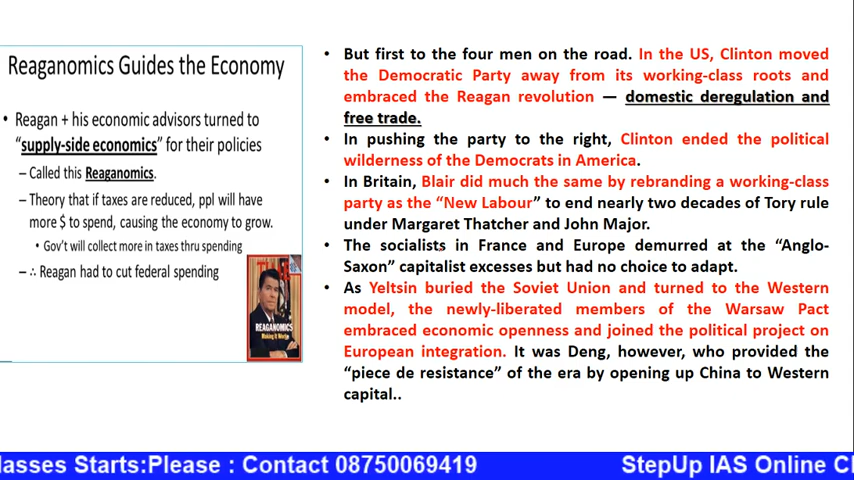 Reaganomics Guides the Economy
• Reagan + his economic advisors turned to
“supply-side economics” for their policies
– Called this Reaganomics.
– Theory that if taxes are reduced, ppl will have
more $ to spend, causing the economy to grow.
• Gov’t will collect more in taxes thru spending
– ∴ Reagan had to cut federal spending
REAGANOMICS
• But first to the four men on the road. In the US, Clinton moved
the Democratic Party away from its working-class roots and
embraced the Reagan revolution — domestic deregulation and
free trade.
• In pushing the party to the right, Clinton ended the political
wilderness of the Democrats in America.
• In Britain, Blair did much the same by rebranding a working-class
party as the “New Labour” to end nearly two decades of Tory rule
under Margaret Thatcher and John Major.
• The socialists in France and Europe demurred at the “Anglo-
Saxon” capitalist excesses but had no choice to adapt.
• As Yeltsin buried the Soviet Union and turned to the Western
model, the newly-liberated members of the Warsaw Pact
embraced economic openness and joined the political project on
European integration. It was Deng, however, who provided the
“piece de resistance” of the era by opening up China to Western
capital..
lasses Starts:Please : Contact 08750069419 StepUp IAS Online Cl